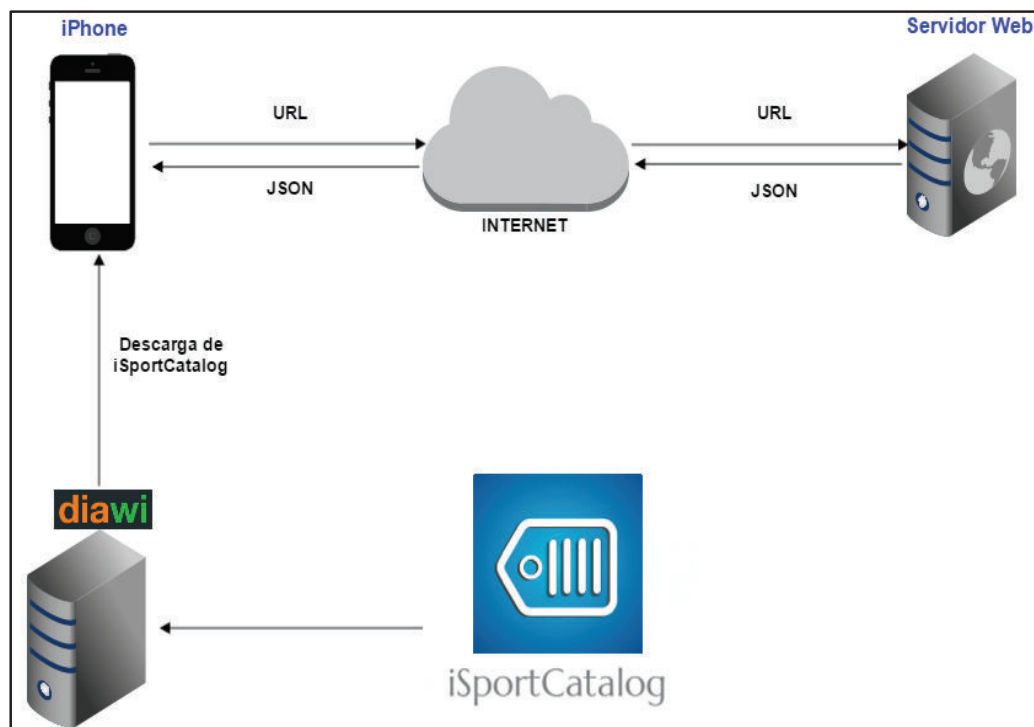 iPhone
Servidor Web
URL
URL
JSON
JSON
INTERNET
Descarga de
iSportCatalog
diawi
iSportCatalog